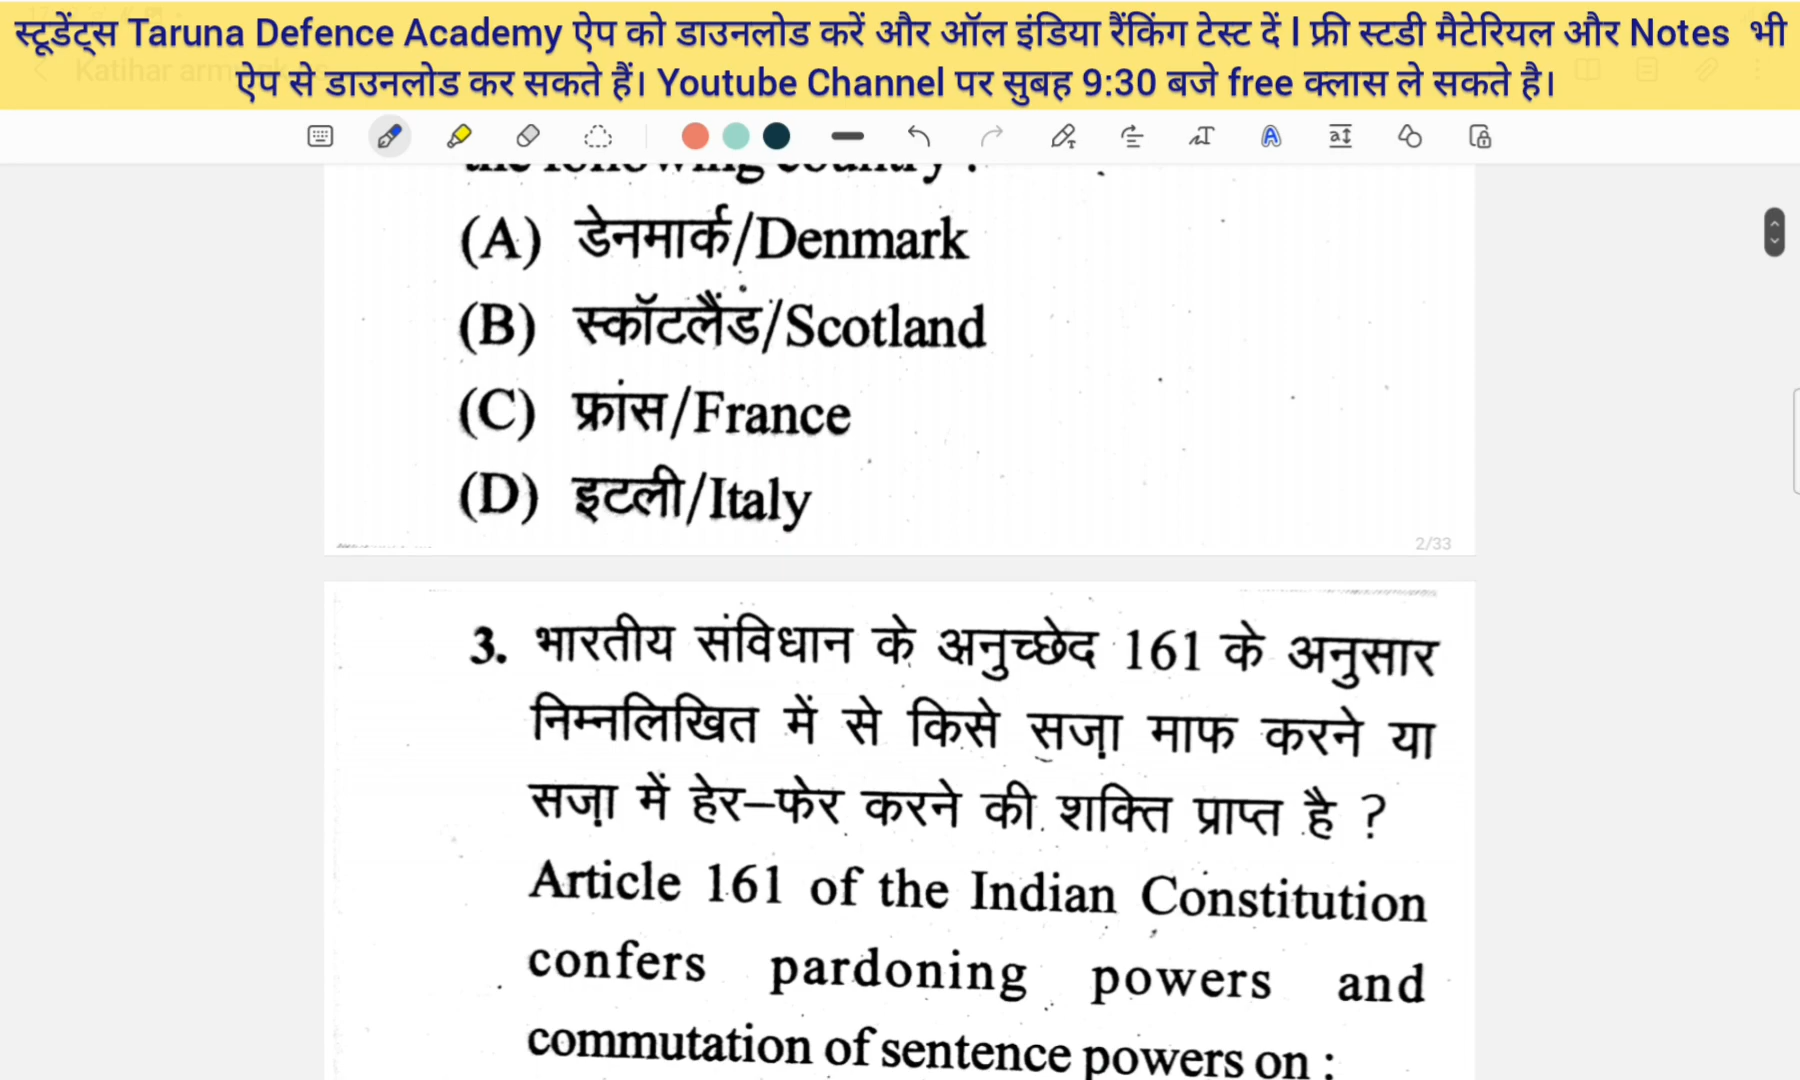 स्टूडेंट्स Taruna Defence Academy ऐप को डाउनलोड करें और ऑल इंडिया रैंकिंग टेस्ट दें l फ्री स्टडी मैटेरियल और Notes भी
ऐप से डाउनलोड कर सकते हैं। Youtube Channel पर सुबह 9:30 बजे free क्लास ले सकते है।
the following country :
(A) डेनमार्क/Denmark
(B) स्कॉटलैंड/Scotland
(C) फ्रांस/France
(D) इटली/Italy
2/33
3. भारतीय संविधान के अनुच्छेद 161 के अनुसार
निम्नलिखित में से किसे सज़ा माफ करने या
सज़ा में हेर-फेर करने की शक्ति प्राप्त है ?
Article 161 of the Indian Constitution
confers pardoning powers and
commutation of sentence powers on :